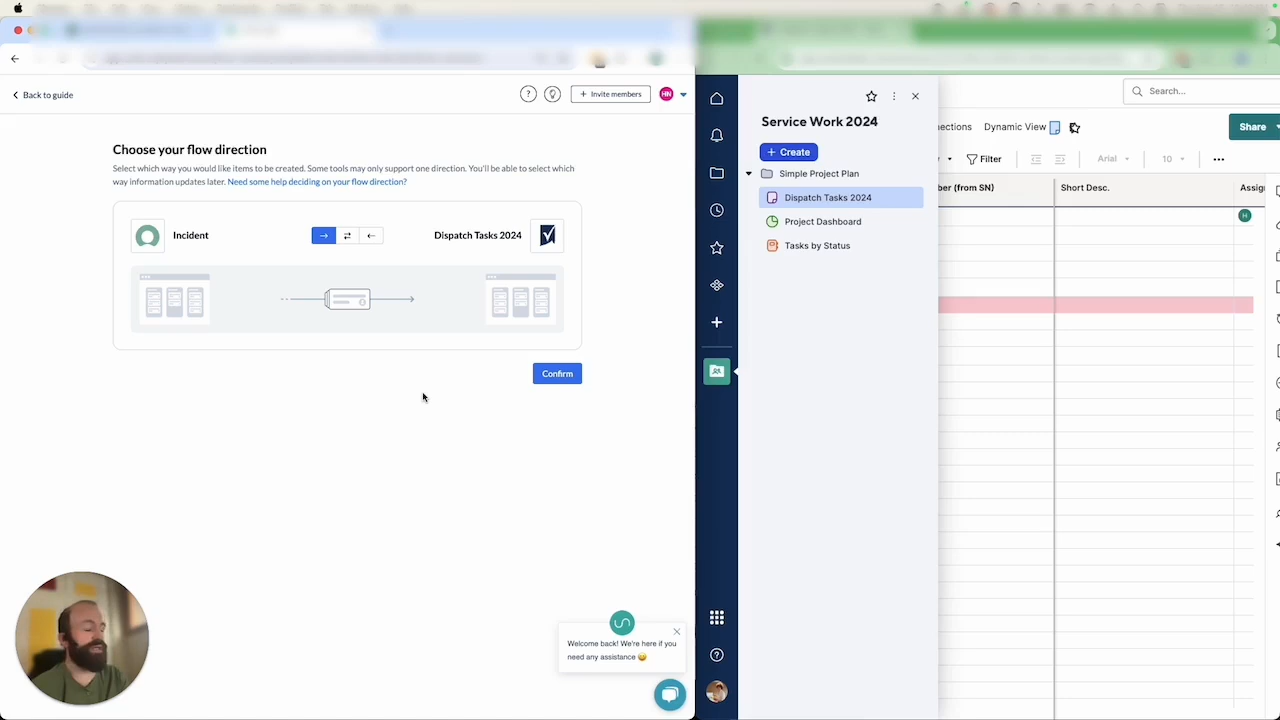 Back to guide
?
+ Invite members
HN
Choose your flow direction
Select which way you would like items to be created. Some tools may only support one direction. You'll be able to select which
way information updates later. Need some help deciding on your flow direction?
Incident
Dispatch Tasks 2024
Confirm
Welcome back! We're here if you
need any assistance 😀
Service Work 2024
+ Create
Simple Project Plan
Dispatch Tasks 2024
Project Dashboard
Tasks by Status
?
Search...
ections
Dynamic View
Share
Filter
Arial
10
ber (from SN)
Short Desc.
Assig
H